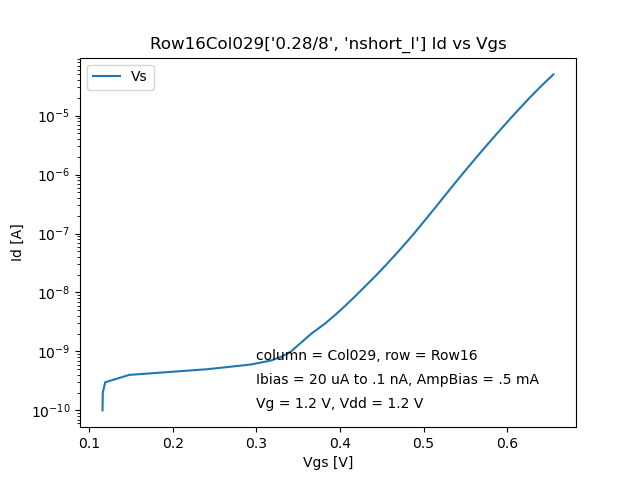 Row16Col029['0.28/8', 'nshort_l'] Id vs Vgs
Vs
10⁻⁵
10⁻⁶
10⁻⁷
10⁻⁸
10⁻⁹
10⁻¹⁰
Id [A]
column = Col029, row = Row16
Ibias = 20 uA to .1 nA, AmpBias = .5 mA
Vg = 1.2 V, Vdd = 1.2 V
0.1 0.2 0.3 0.4 0.5 0.6
Vgs [V]